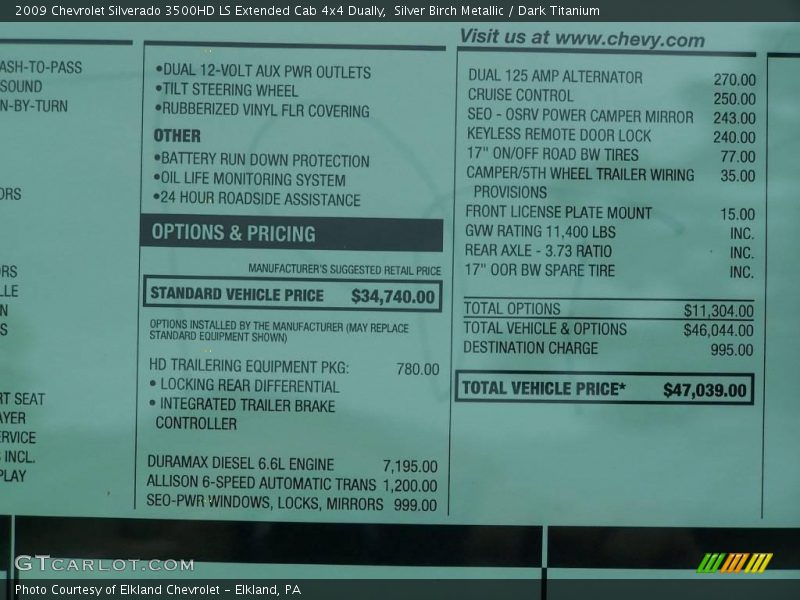 2009 Chevrolet Silverado 3500HD LS Extended Cab 4x4 Dually,  Silver Birch Metallic / Dark Titanium
ASH-TO-PASS
SOUND
N-BY-TURN
ORS
RS
LLE
N
S
RT SEAT
AYER
ERVICE
INCL.
PLAY
•DUAL 12-VOLT AUX PWR OUTLETS
•TILT STEERING WHEEL
•RUBBERIZED VINYL FLR COVERING
OTHER
•BATTERY RUN DOWN PROTECTION
•OIL LIFE MONITORING SYSTEM
•24 HOUR ROADSIDE ASSISTANCE
OPTIONS & PRICING
MANUFACTURER'S SUGGESTED RETAIL PRICE
STANDARD VEHICLE PRICE $34,740.00
OPTIONS INSTALLED BY THE MANUFACTURER (MAY REPLACE
STANDARD EQUIPMENT SHOWN)
HD TRAILERING EQUIPMENT PKG: 780.00
• LOCKING REAR DIFFERENTIAL
• INTEGRATED TRAILER BRAKE
CONTROLLER
DURAMAX DIESEL 6.6L ENGINE 7,195.00
ALLISON 6-SPEED AUTOMATIC TRANS 1,200.00
SEO-PWR WINDOWS, LOCKS, MIRRORS 999.00
Visit us at www.chevy.com
DUAL 125 AMP ALTERNATOR 270.00
CRUISE CONTROL 250.00
SEO - OSRV POWER CAMPER MIRROR 243.00
KEYLESS REMOTE DOOR LOCK 240.00
17" ON/OFF ROAD BW TIRES 77.00
CAMPER/5TH WHEEL TRAILER WIRING 35.00
PROVISIONS
FRONT LICENSE PLATE MOUNT 15.00
GVW RATING 11,400 LBS INC.
REAR AXLE - 3.73 RATIO INC.
17" OOR BW SPARE TIRE INC.
TOTAL OPTIONS $11,304.00
TOTAL VEHICLE & OPTIONS $46,044.00
DESTINATION CHARGE 995.00
TOTAL VEHICLE PRICE* $47,039.00
GTCARLOT.COM
Photo Courtesy of Elkland Chevrolet - Elkland, PA